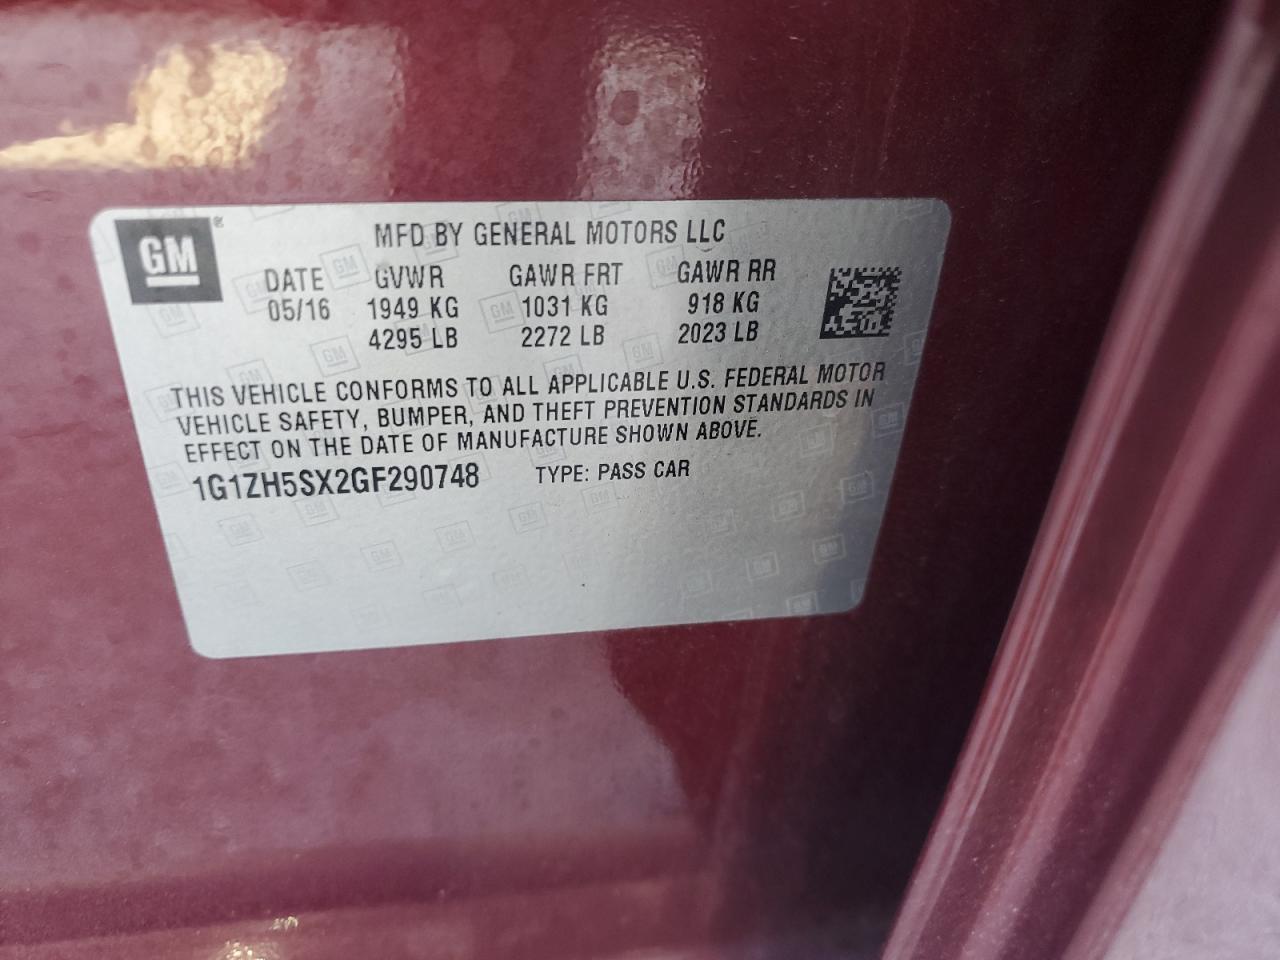 GM
MFD BY GENERAL MOTORS LLC
DATE GVWR GAWR FRT GAWR RR
05/16 1949 KG 1031 KG 918 KG
4295 LB 2272 LB 2023 LB
THIS VEHICLE CONFORMS TO ALL APPLICABLE U.S. FEDERAL MOTOR
VEHICLE SAFETY, BUMPER, AND THEFT PREVENTION STANDARDS IN
EFFECT ON THE DATE OF MANUFACTURE SHOWN ABOVE.
1G1ZH5SX2GF290748 TYPE: PASS CAR